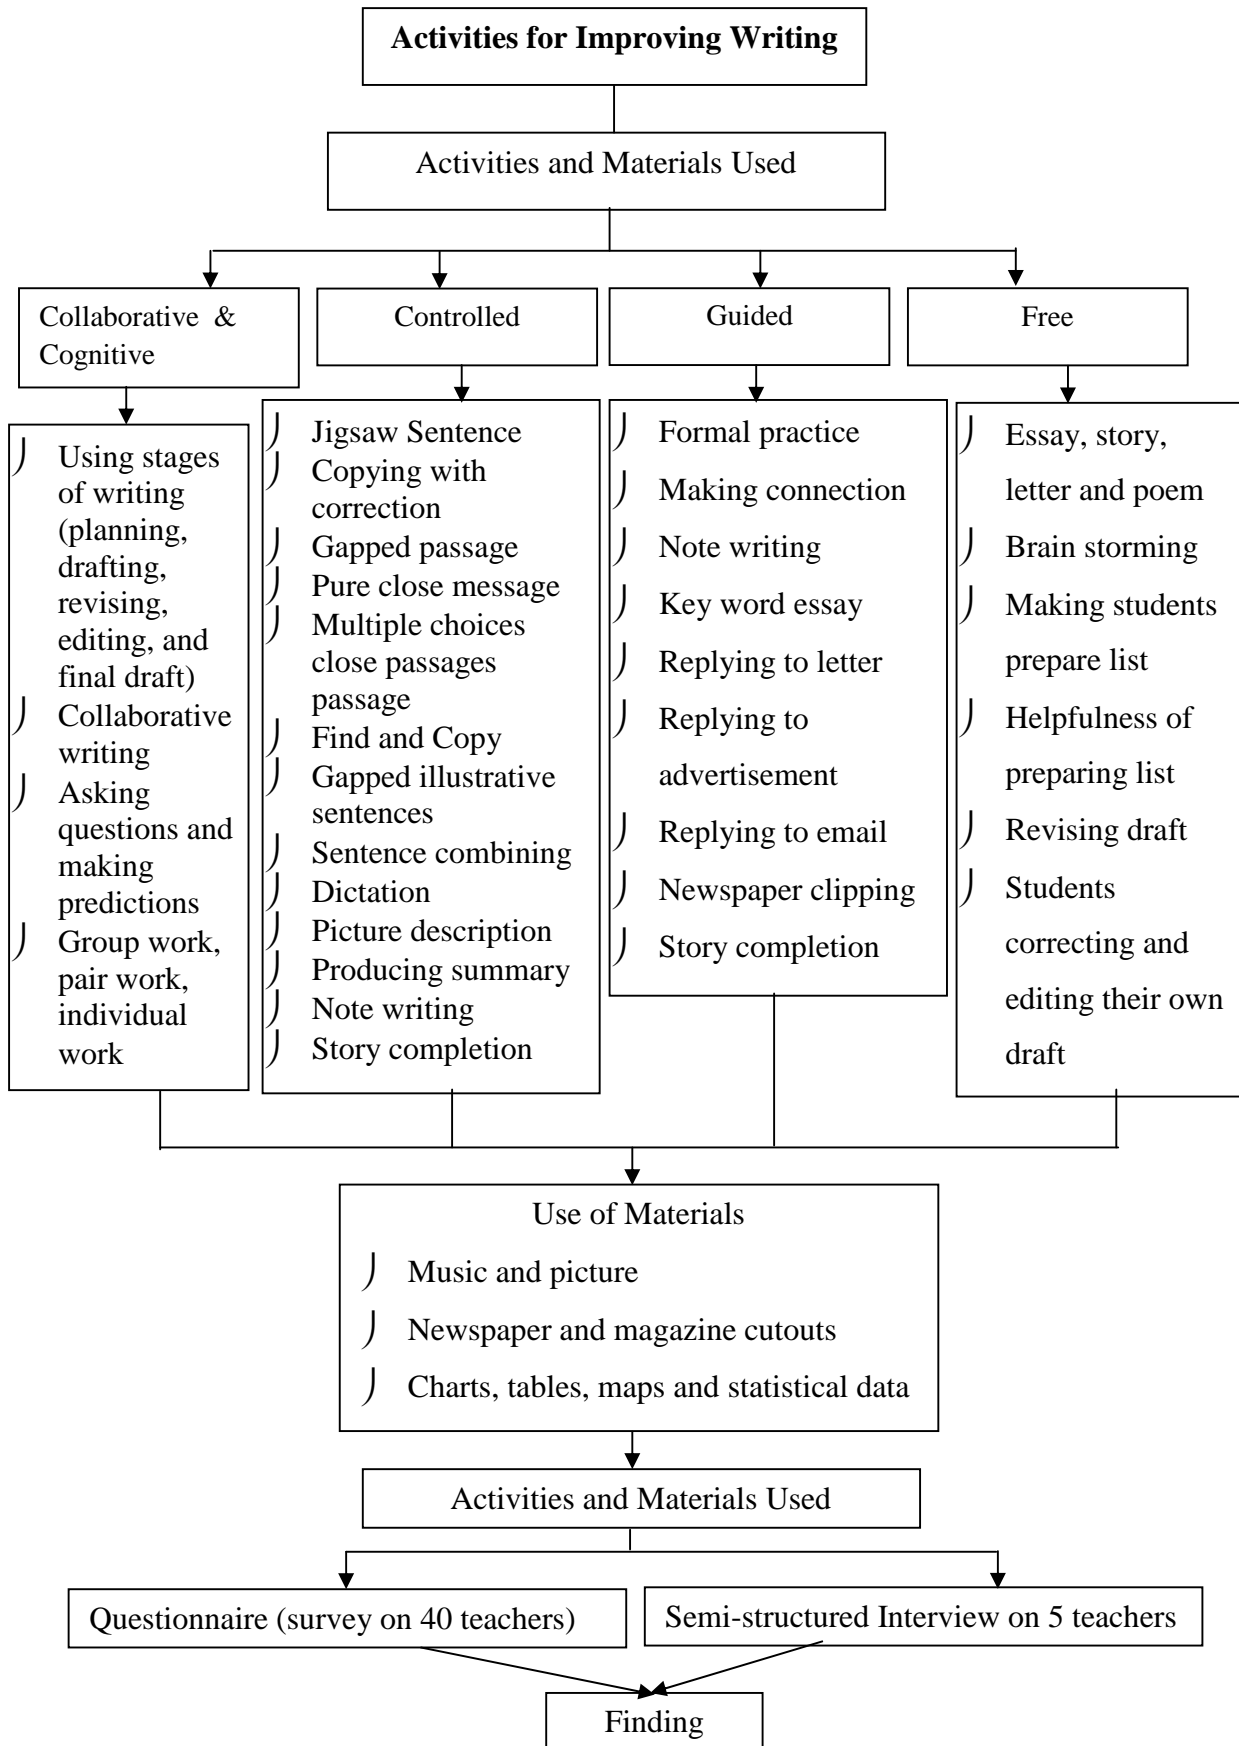 Activities for Improving Writing
Activities and Materials Used
Collaborative &
Cognitive
Controlled
Guided
Free
Using stages
of writing
(planning,
drafting,
revising,
editing, and
final draft)
Collaborative
writing
Asking
questions and
making
predictions
Group work,
pair work,
individual
work
Jigsaw Sentence
Copying with
correction
Gapped passage
Pure close message
Multiple choices
close passages
passage
Find and Copy
Gapped illustrative
sentences
Sentence combining
Dictation
Picture description
Producing summary
Note writing
Story completion
Formal practice
Making connection
Note writing
Key word essay
Replying to letter
Replying to
advertisement
Replying to email
Newspaper clipping
Story completion
Essay, story,
letter and poem
Brain storming
Making students
prepare list
Helpfulness of
preparing list
Revising draft
Students
correcting and
editing their own
draft
Use of Materials
Music and picture
Newspaper and magazine cutouts
Charts, tables, maps and statistical data
Activities and Materials Used
Questionnaire (survey on 40 teachers)
Semi-structured Interview on 5 teachers
Finding